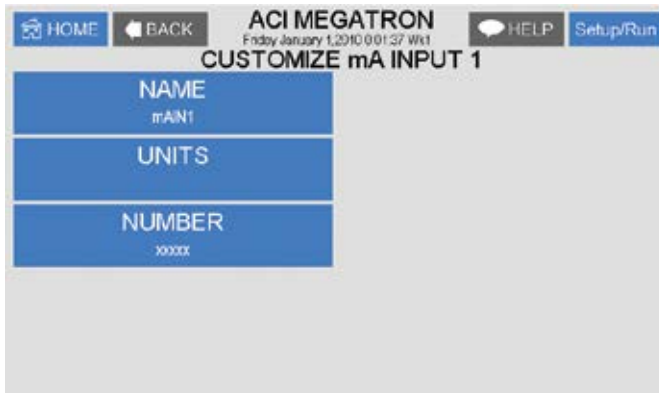 HOME
BACK
ACI MEGATRON
Friday January 1,2010 0:01:37 Wk1
HELP
Setup/Run
CUSTOMIZE mA INPUT 1
NAME
mAIN1
UNITS
NUMBER
xxxxx